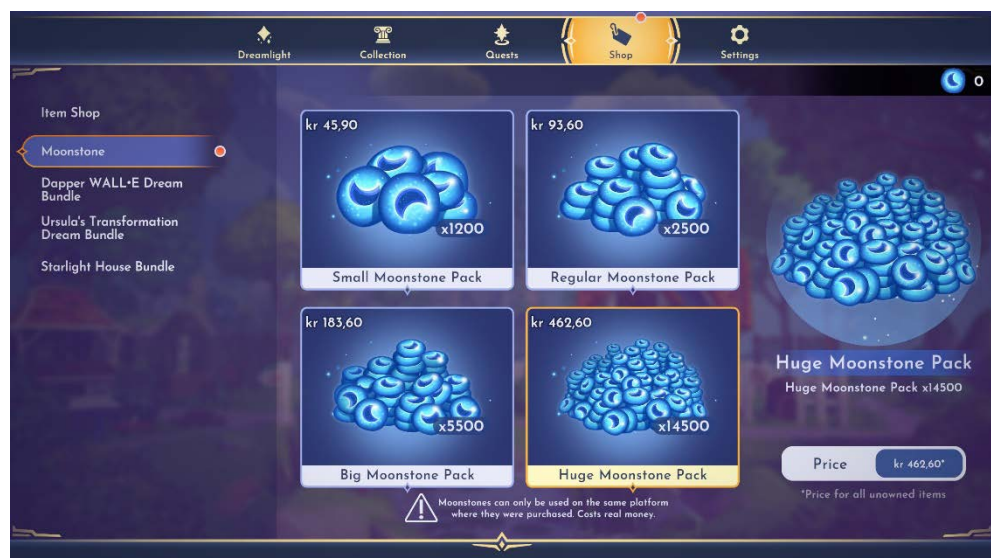 Dreamlight
Collection
Quests
Shop
Settings
0
Item Shop
Moonstone
Dapper WALL•E Dream
Bundle
Ursula's Transformation
Dream Bundle
Starlight House Bundle
kr 45,90
x1200
Small Moonstone Pack
kr 93,60
x2500
Regular Moonstone Pack
kr 183,60
x5500
Big Moonstone Pack
kr 462,60
x14500
Huge Moonstone Pack
Moonstones can only be used on the same platform
where they were purchased. Costs real money.
Huge Moonstone Pack
Huge Moonstone Pack x14500
Price kr 462,60*
*Price for all unowned items